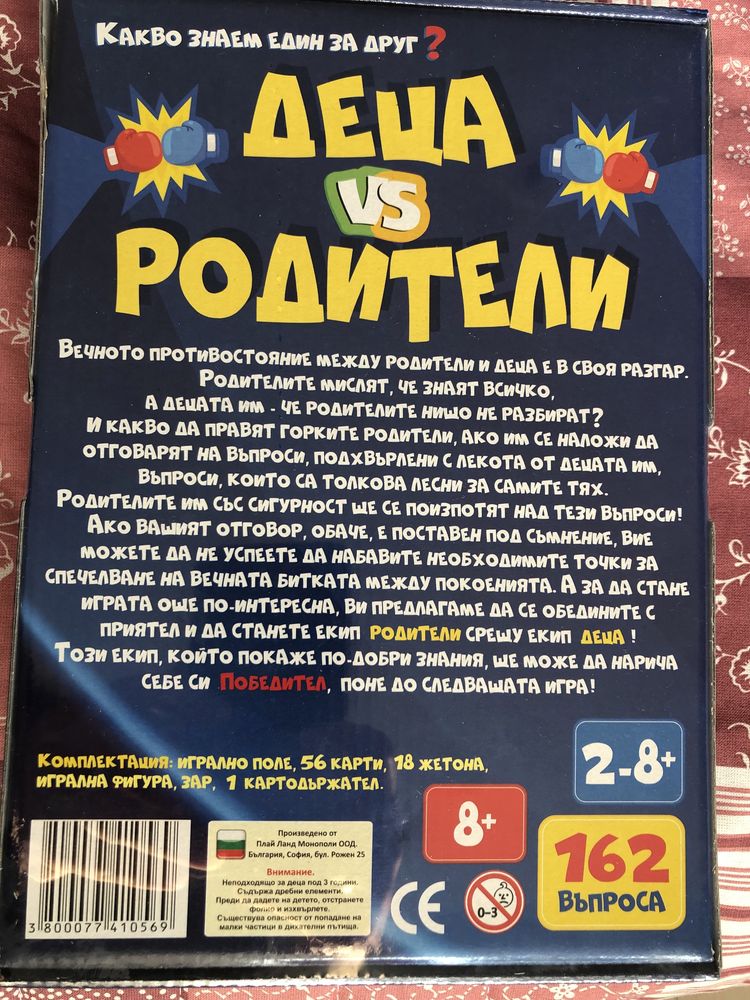 Какво знаем един за друг?
ДЕЦА
VS
РОДИТЕЛИ
Вечното противостояние между родители и деца е в своя разгар.
Родителите мислят, че знаят всичко,
а децата им - че родителите нищо не разбират?
И какво да правят горките родители, ако им се наложи да
отговарят на въпроси, подхвърлени с лекота от децата им,
въпроси, които са толкова лесни за самите тях.
Родителите им със сигурност ще се поизпотят над тези въпроси!
Ако вашият отговор, обаче, е поставен под съмнение, Вие
можете да не успеете да набавите необходимите точки за
спечелване на вечната битката между покоенията. А за да стане
играта още по-интересна, Ви предлагаме да се обедините с
приятел и да станете екип РОДИТЕЛИ срещу екип ДЕЦА !
Този екип, който покаже по-добри знания, ще може да нарича
себе си Победител, поне до следващата игра!
Комплектация: игрално поле, 56 карти, 18 жетона,
игрална фигура, зар, 1 картодържател.
2-8+
8+
162
ВЪПРОСА
Произведено от
Плай Ланд Монополи ООД.
България, София, бул. Рожен 25
Внимание.
Неподходящо за деца под 3 години.
Съдържа дребни елементи.
Преди да дадете на детето, отстранете
фолио и изхвърлете.
Съществува опасност от попадане на
малки частици в дихателни пътища.
CE
0-3
3 800077 410569